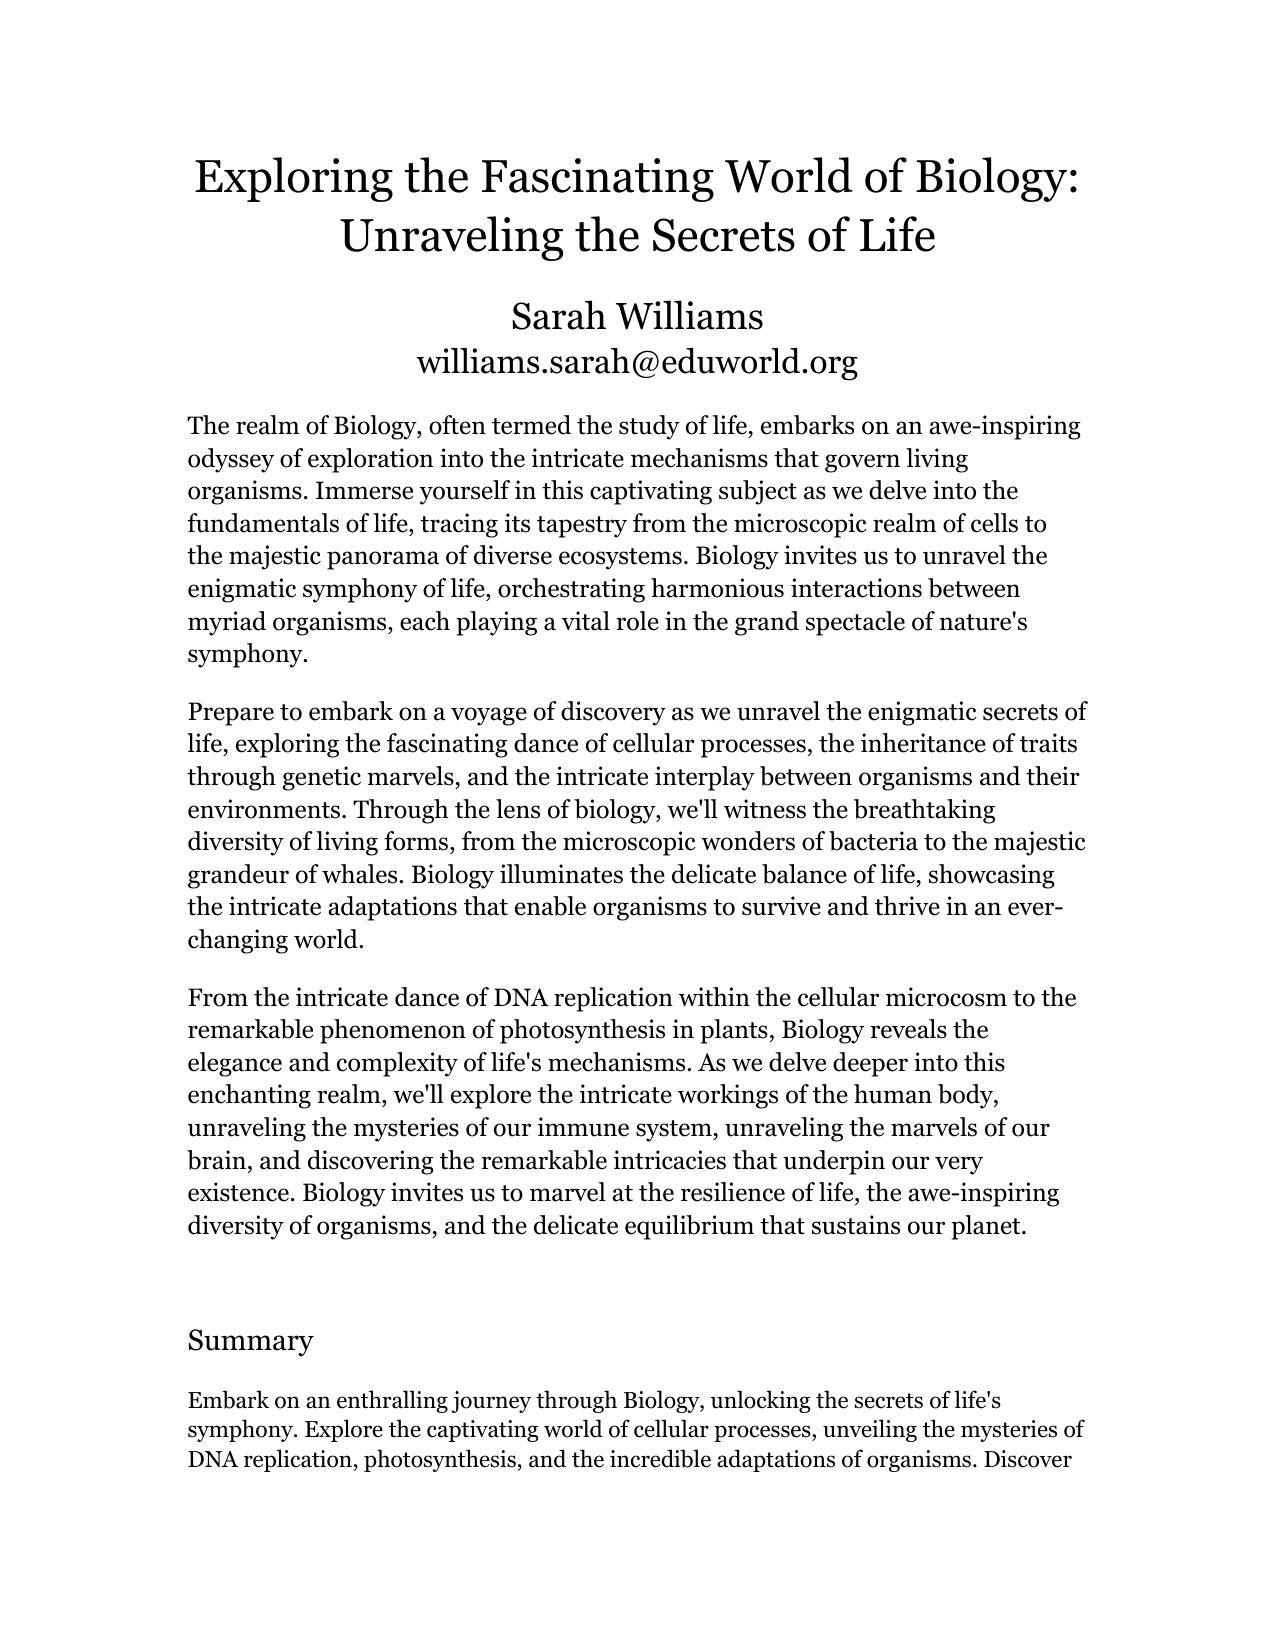 Exploring the Fascinating World of Biology:
Unraveling the Secrets of Life
Sarah Williams
williams.sarah@eduworld.org
The realm of Biology, often termed the study of life, embarks on an awe-inspiring
odyssey of exploration into the intricate mechanisms that govern living
organisms. Immerse yourself in this captivating subject as we delve into the
fundamentals of life, tracing its tapestry from the microscopic realm of cells to
the majestic panorama of diverse ecosystems. Biology invites us to unravel the
enigmatic symphony of life, orchestrating harmonious interactions between
myriad organisms, each playing a vital role in the grand spectacle of nature's
symphony.
Prepare to embark on a voyage of discovery as we unravel the enigmatic secrets of
life, exploring the fascinating dance of cellular processes, the inheritance of traits
through genetic marvels, and the intricate interplay between organisms and their
environments. Through the lens of biology, we'll witness the breathtaking
diversity of living forms, from the microscopic wonders of bacteria to the majestic
grandeur of whales. Biology illuminates the delicate balance of life, showcasing
the intricate adaptations that enable organisms to survive and thrive in an ever-
changing world.
From the intricate dance of DNA replication within the cellular microcosm to the
remarkable phenomenon of photosynthesis in plants, Biology reveals the
elegance and complexity of life's mechanisms. As we delve deeper into this
enchanting realm, we'll explore the intricate workings of the human body,
unraveling the mysteries of our immune system, unraveling the marvels of our
brain, and discovering the remarkable intricacies that underpin our very
existence. Biology invites us to marvel at the resilience of life, the awe-inspiring
diversity of organisms, and the delicate equilibrium that sustains our planet.
Summary
Embark on an enthralling journey through Biology, unlocking the secrets of life's
symphony. Explore the captivating world of cellular processes, unveiling the mysteries of
DNA replication, photosynthesis, and the incredible adaptations of organisms. Discover